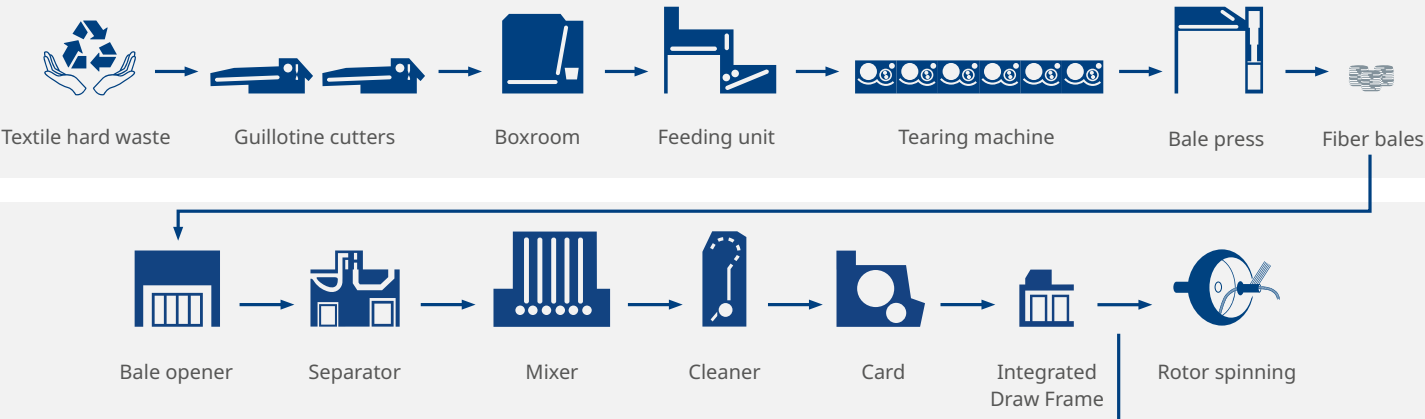 Textile hard waste
Guillotine cutters
Boxroom
Feeding unit
Tearing machine
Bale press
Fiber bales
Bale opener
Separator
Mixer
Cleaner
Card
Integrated
Draw Frame
Rotor spinning